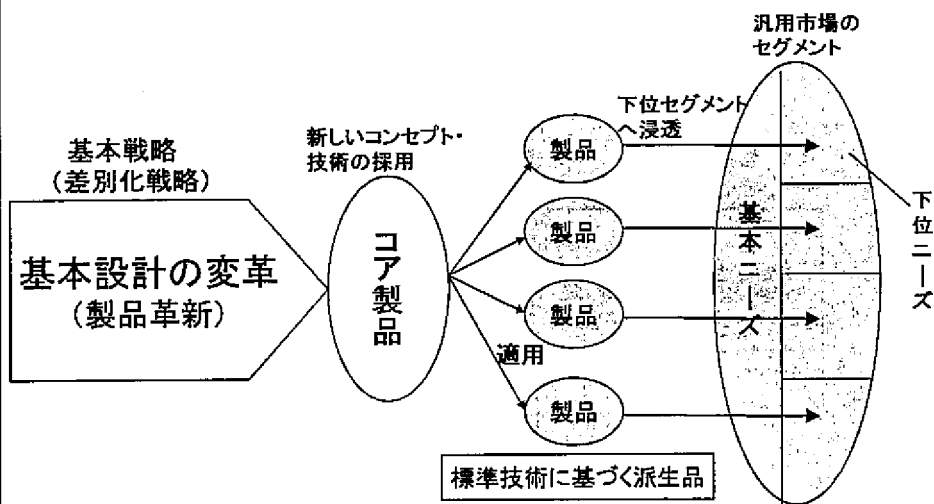 汎用市場の
セグメント
基本戦略
（差別化戦略）
基本設計の変革
（製品革新）
新しいコンセプト・
技術の採用
コア製品
下位セグメント
へ浸透
製品
製品
製品
適用
製品
基本ニーズ
下位ニーズ
標準技術に基づく派生品